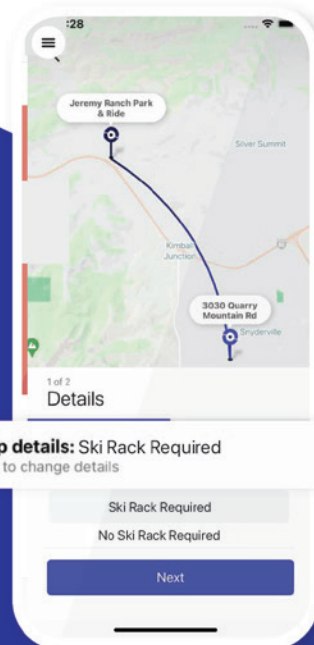 :28
Jeremy Ranch Park
& Ride
Silver Summit
Kimball
Junction
3030 Quarry
Mountain Rd
Snyderville
1 of 2
Details
p details: Ski Rack Required
to change details
Ski Rack Required
No Ski Rack Required
Next